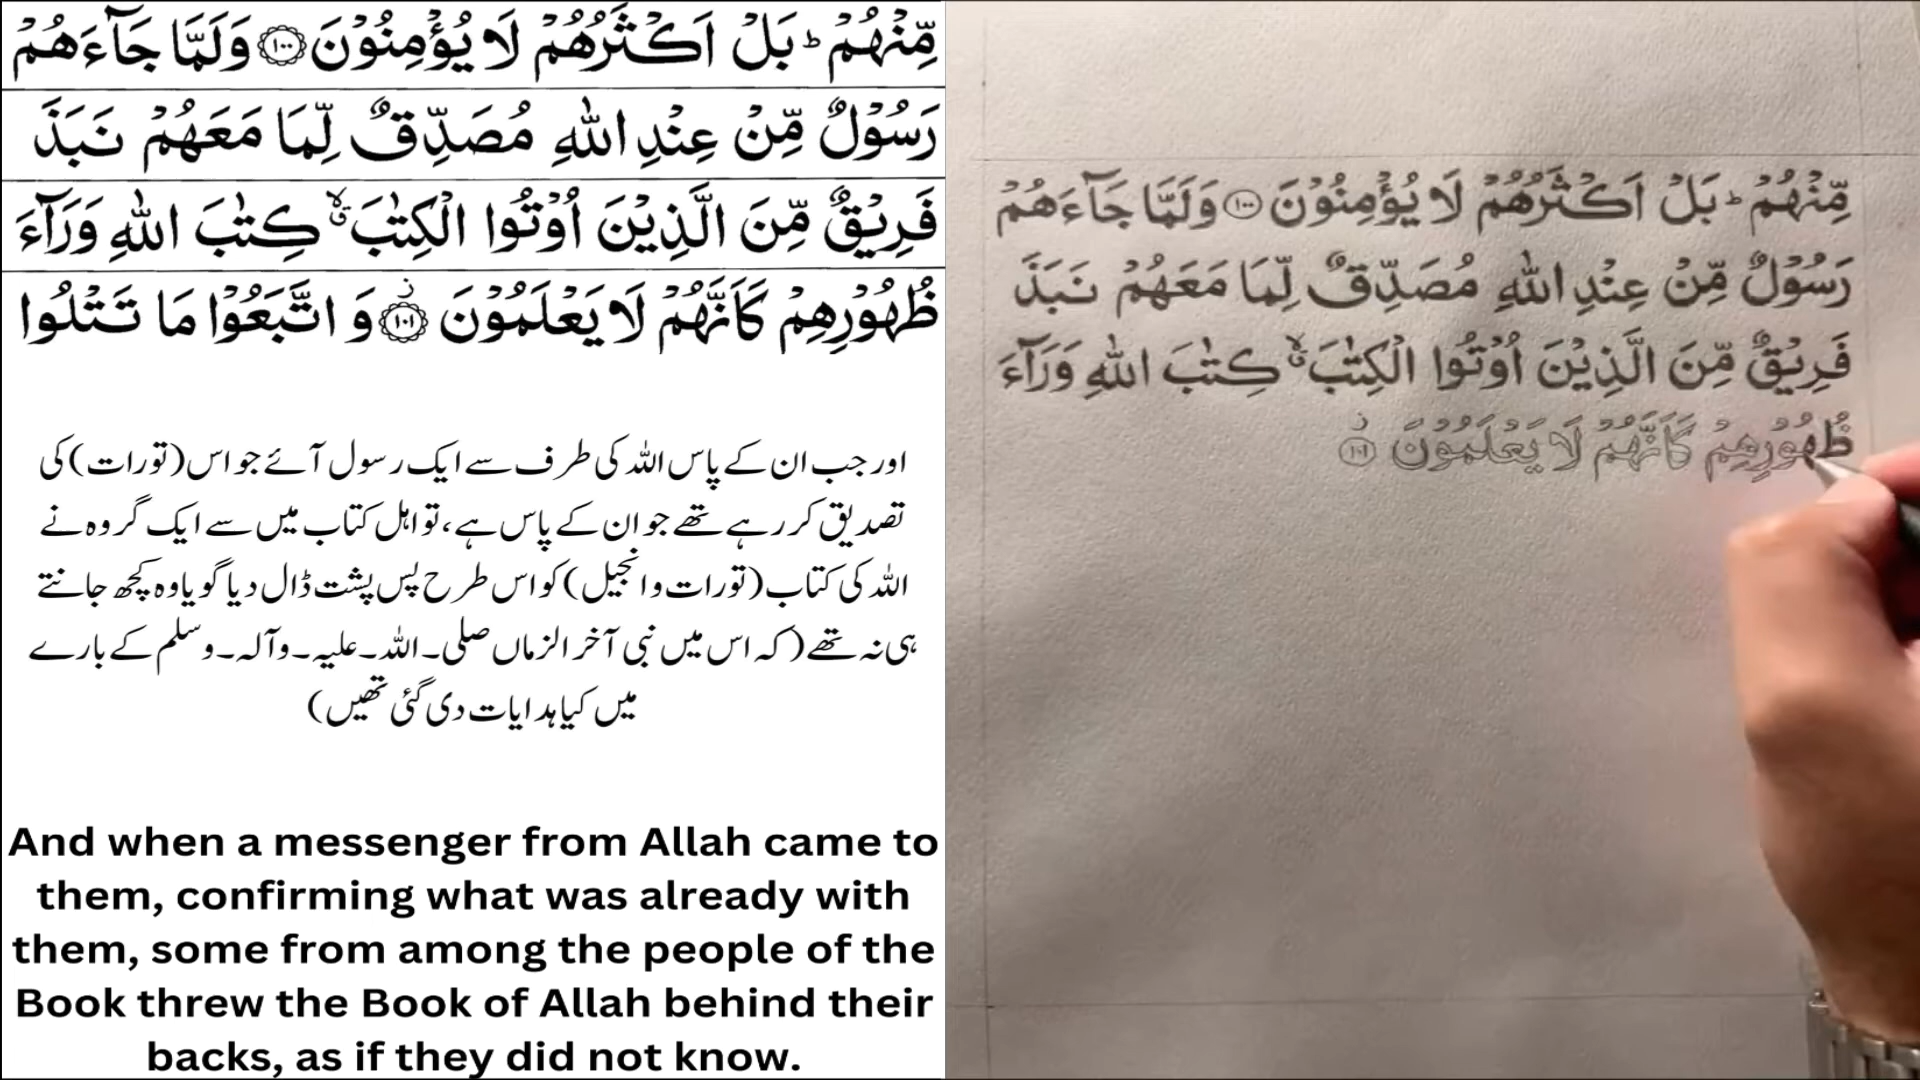 مِّنْهُمْ ؕ بَلْ اَكْثَرُهُمْ لَا يُؤْمِنُوْنَ ۝۱۰۰ وَلَمَّا جَآءَهُمْ
رَسُوْلٌ مِّنْ عِنْدِ اللّٰهِ مُصَدِّقٌ لِّمَا مَعَهُمْ نَبَذَ
فَرِيْقٌ مِّنَ الَّذِيْنَ اُوْتُوا الْكِتٰبَ ۙۗ كِتٰبَ اللّٰهِ وَرَآءَ
ظُهُوْرِهِمْ كَاَنَّهُمْ لَا يَعْلَمُوْنَ ۝۱۰۱ ز وَ اتَّبَعُوْا مَا تَتْلُوا
اور جب ان کے پاس اللہ کی طرف سے ایک رسول آئے جو اس (تورات) کی
تصدیق کر رہے تھے جو ان کے پاس ہے، تو اہل کتاب میں سے ایک گروہ نے
اللہ کی کتاب (تورات و انجیل) کو اس طرح پس پشت ڈال دیا گویا وہ کچھ جانتے
ہی نہ تھے (کہ اس میں نبی آخر الزماں صلی۔اللہ۔علیہ۔وآلہ۔وسلم کے بارے
میں کیا ہدایات دی گئی تھیں)
And when a messenger from Allah came to
them, confirming what was already with
them, some from among the people of the
Book threw the Book of Allah behind their
backs, as if they did not know.
مِّنْهُمْ ؕ بَلْ اَكْثَرُهُمْ لَا يُؤْمِنُوْنَ ۝۱۰۰ وَلَمَّا جَآءَهُمْ
رَسُوْلٌ مِّنْ عِنْدِ اللّٰهِ مُصَدِّقٌ لِّمَا مَعَهُمْ نَبَذَ
فَرِيْقٌ مِّنَ الَّذِيْنَ اُوْتُوا الْكِتٰبَ ۙۗ كِتٰبَ اللّٰهِ وَرَآءَ
ظُهُوْرِهِمْ كَاَنَّهُمْ لَا يَعْلَمُوْنَ ۝۱۰۱ ز